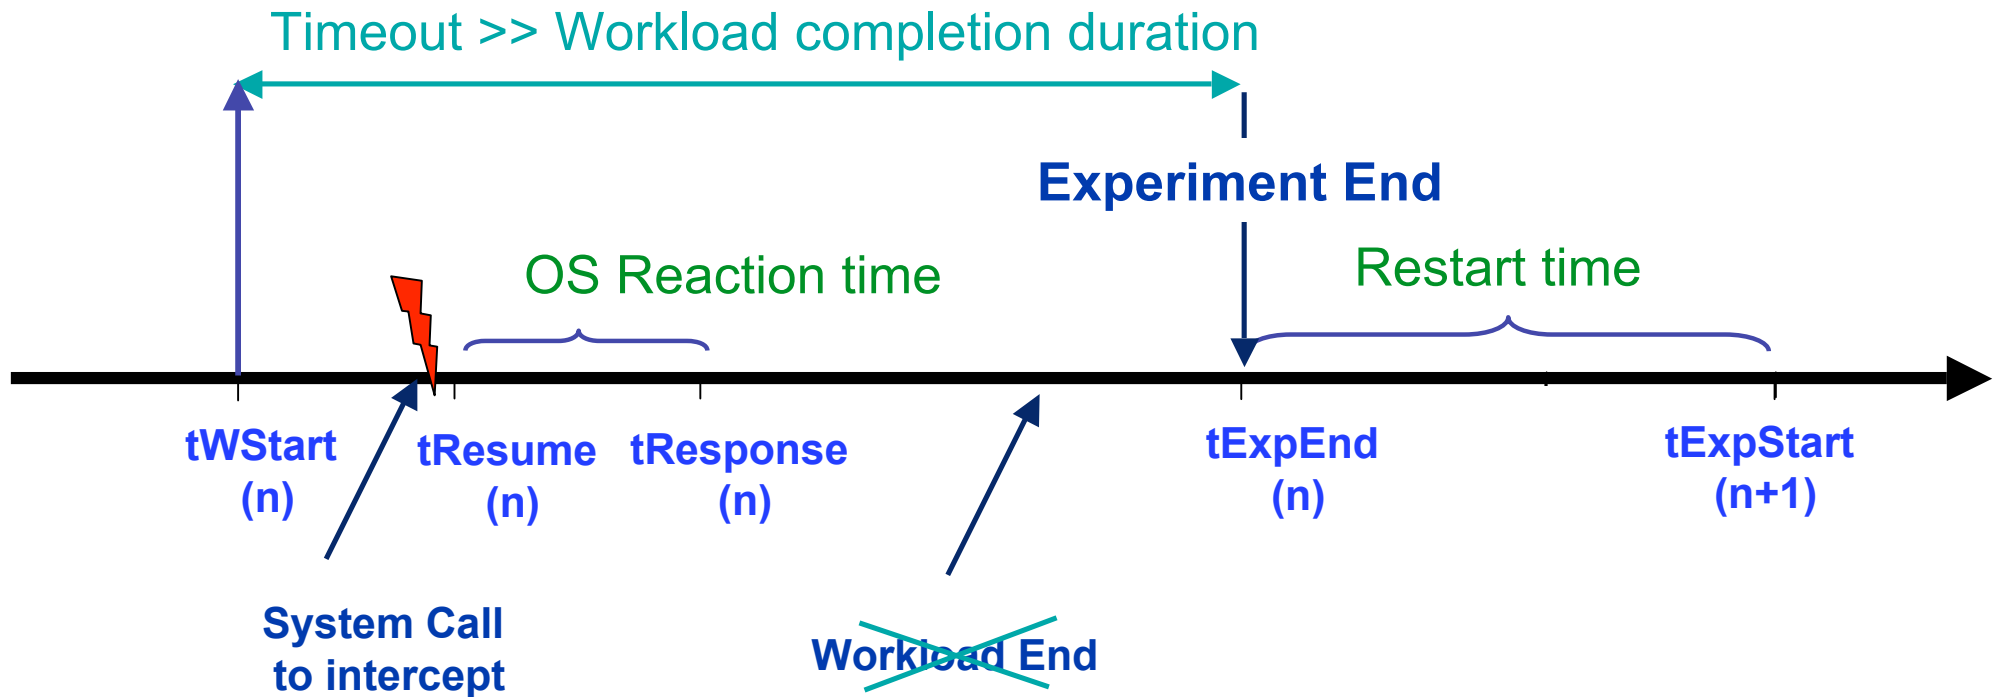 Timeout >> Workload completion duration
Experiment End
OS Reaction time
Restart time
tWStart
(n)
tResume
(n)
tResponse
(n)
tExpEnd
(n)
tExpStart
(n+1)
System Call
to intercept
Workload End